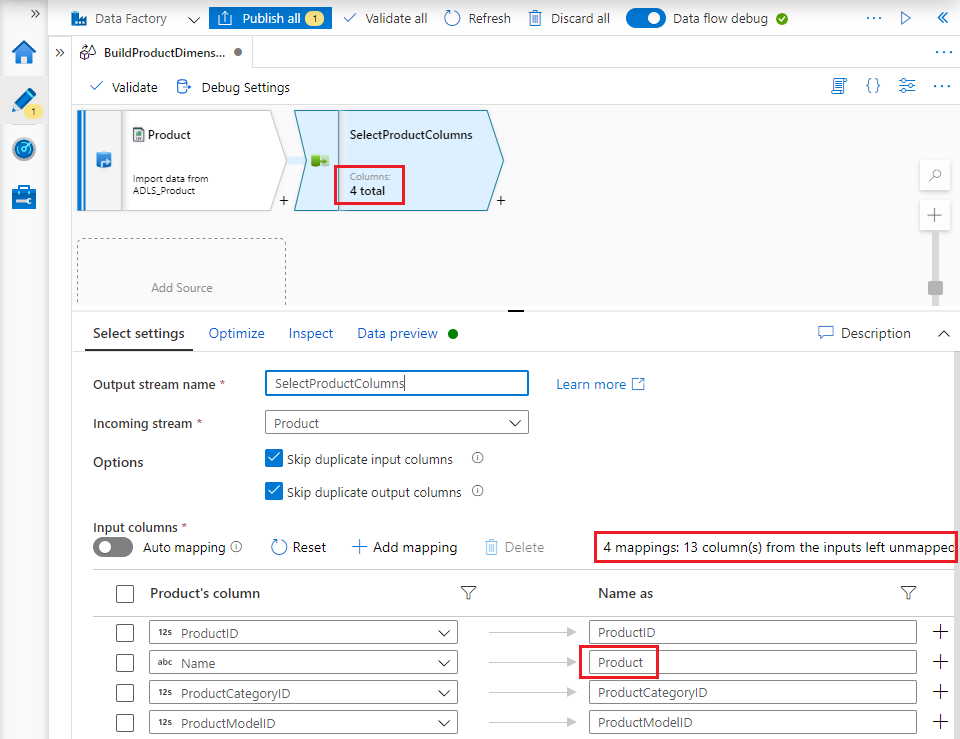 Data Factory Publish all 1 Validate all Refresh Discard all Data flow debug
BuildProductDimens...
Validate Debug Settings
1
Product
Import data from
ADLS_Product
+
SelectProductColumns
Columns:
4 total
+
Add Source
Select settings Optimize Inspect Data preview Description
Output stream name * SelectProductColumns Learn more
Incoming stream * Product
Options Skip duplicate input columns
Skip duplicate output columns
Input columns *
Auto mapping Reset Add mapping Delete 4 mappings: 13 column(s) from the inputs left unmapped
Product's column Name as
12s ProductID ProductID
abc Name Product
12s ProductCategoryID ProductCategoryID
12s ProductModelID ProductModelID